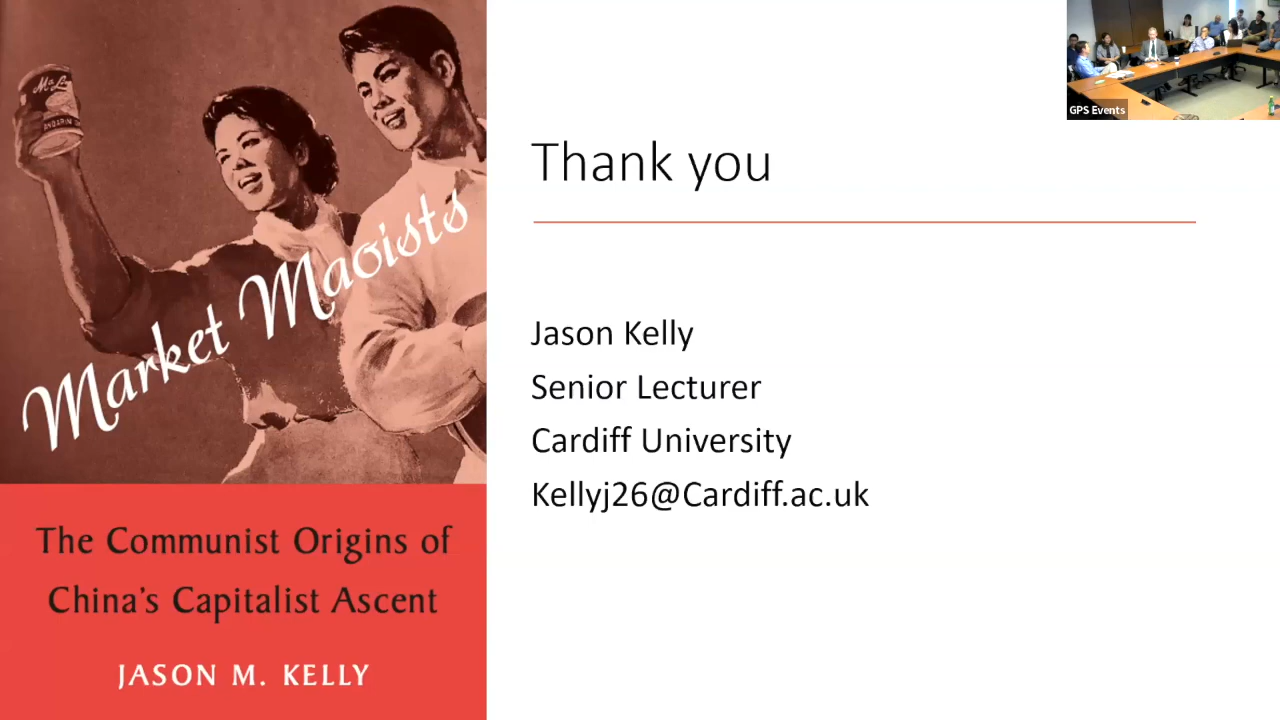 Market Maoists
The Communist Origins of
China's Capitalist Ascent
JASON M. KELLY
Thank you
Jason Kelly
Senior Lecturer
Cardiff University
Kellyj26@Cardiff.ac.uk
GPS Events